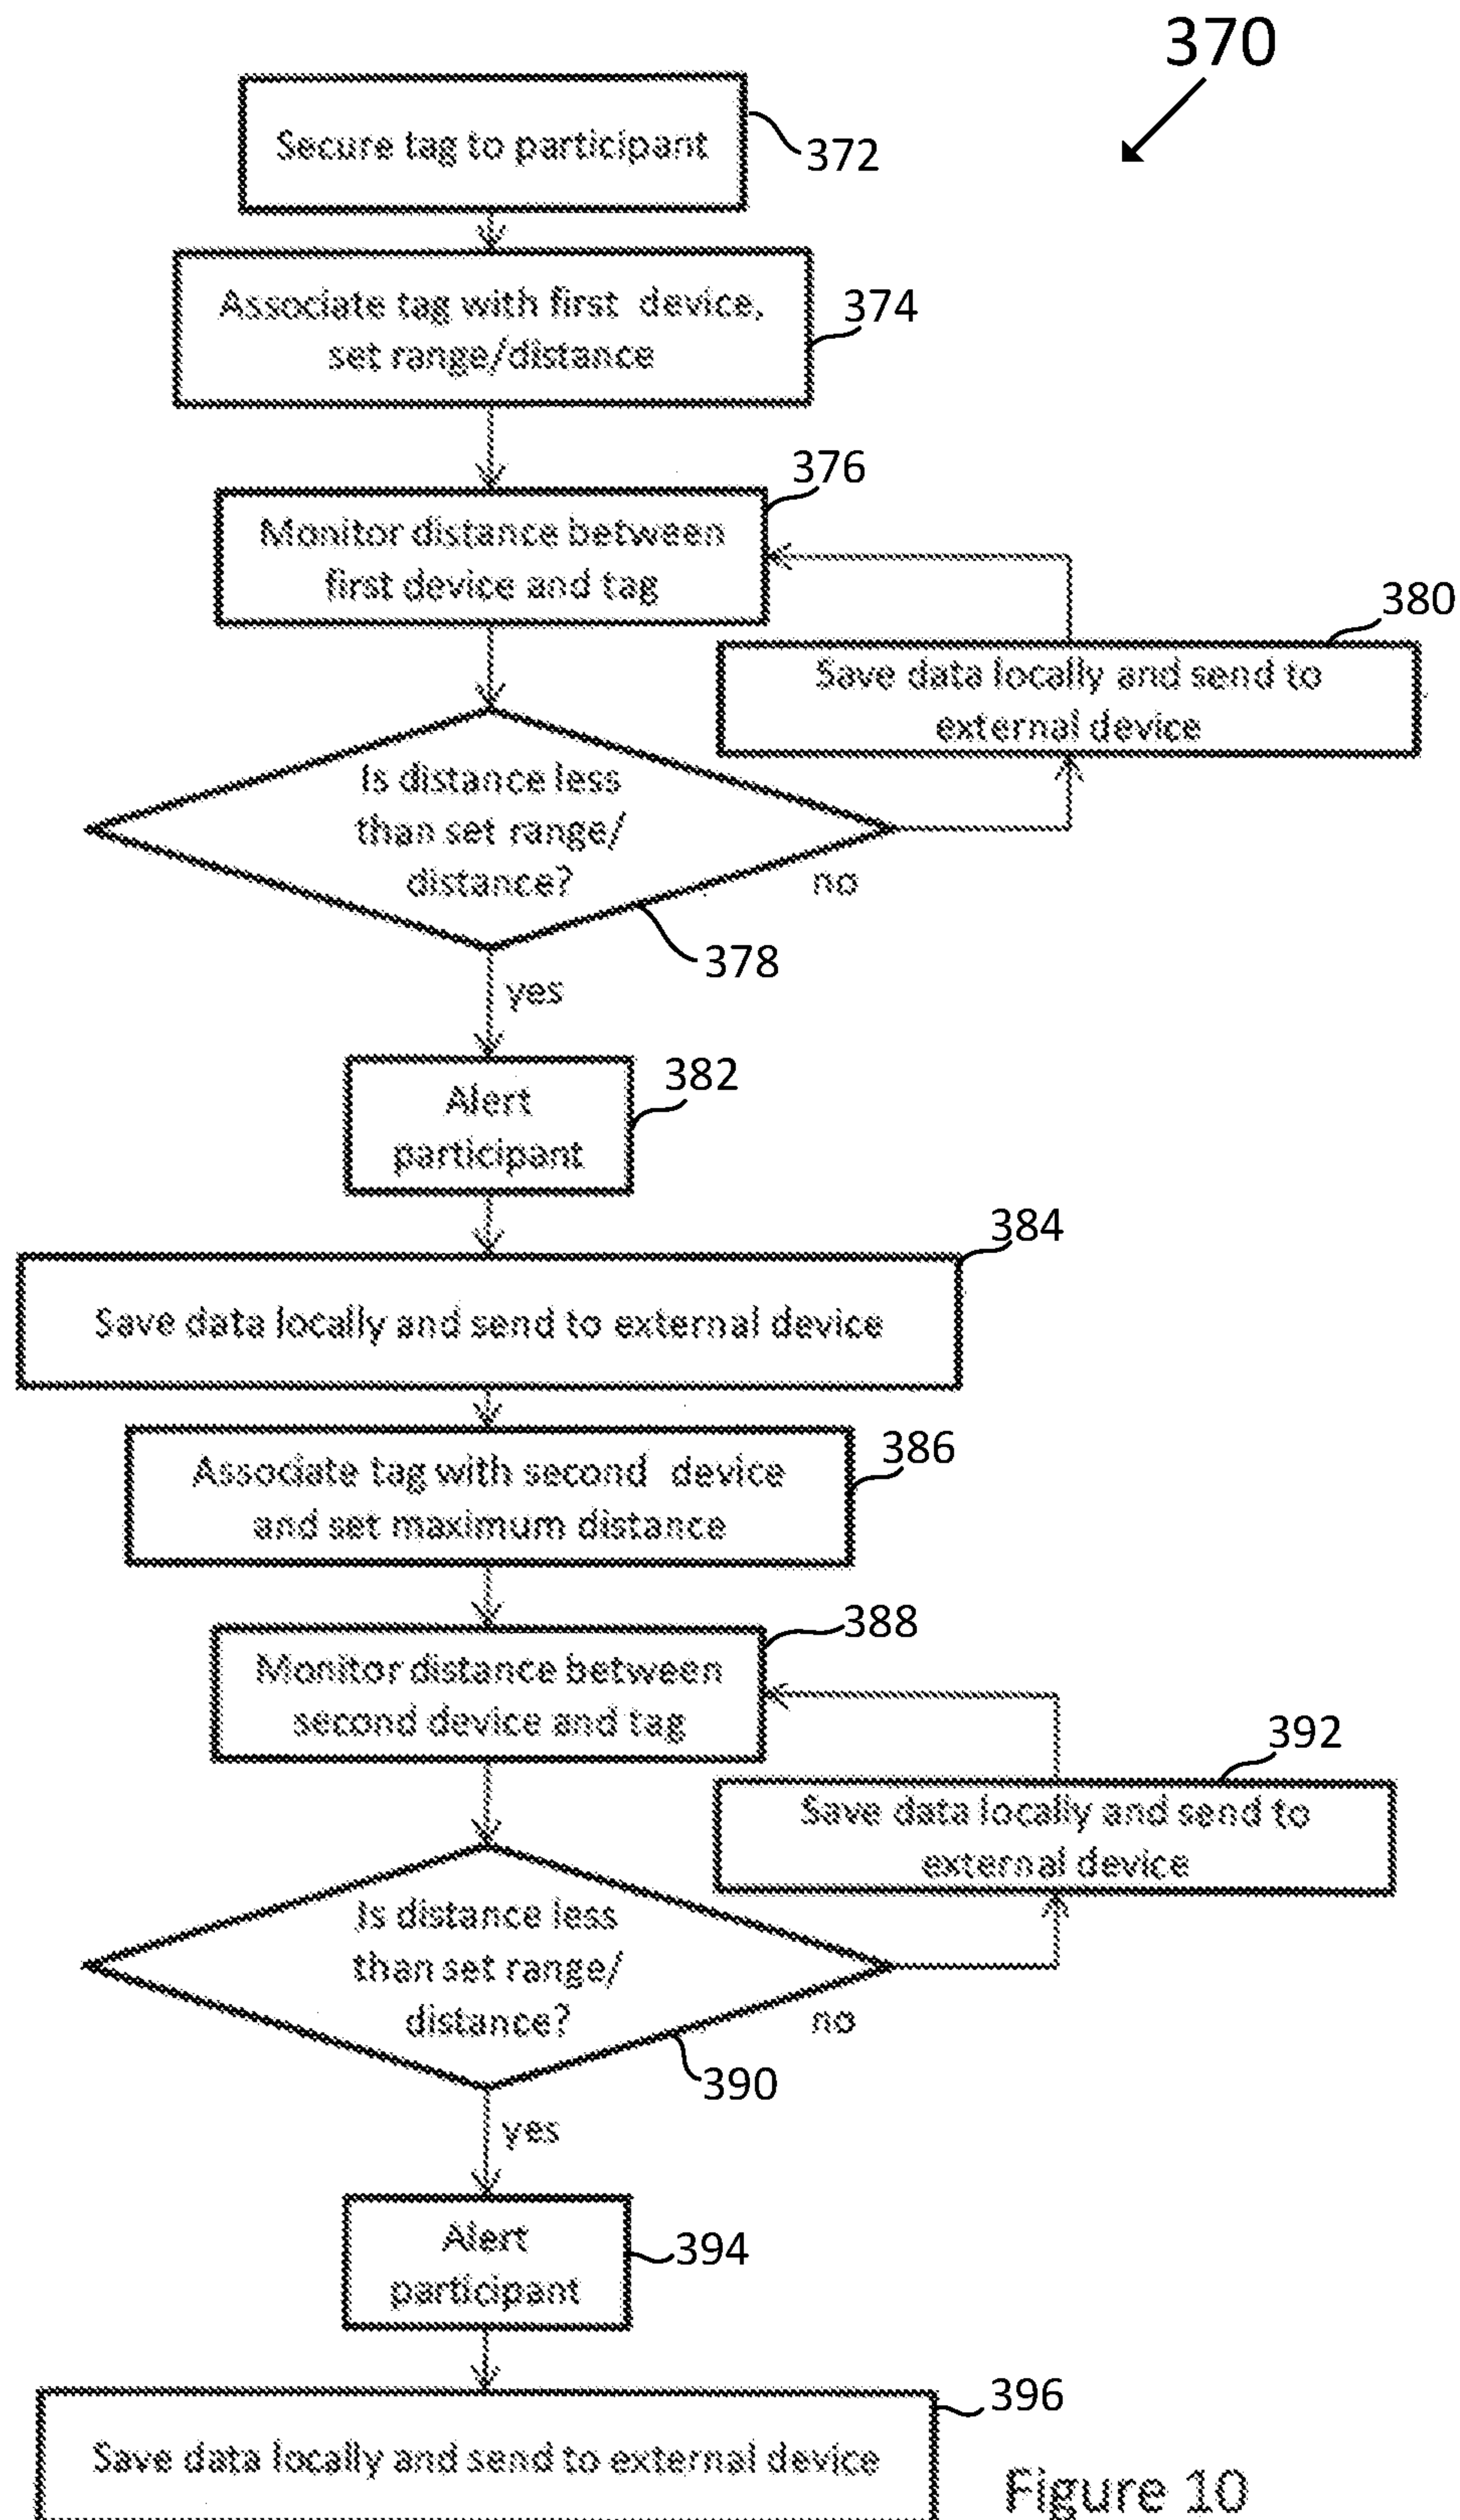 370
Secure tag to participant
372
Associate tag with first device,
set range/distance
374
376
Monitor distance between
first device and tag
380
Save data locally and send to
external device
Is distance less
than set range/
distance?
no
378
yes
382
Alert
participant
384
Save data locally and send to external device
386
Associate tag with second device
and set maximum distance
388
Monitor distance between
second device and tag
392
Save data locally and send to
external device
Is distance less
than set range/
distance?
no
390
yes
Alert
participant
394
396
Save data locally and send to external device
Figure 10